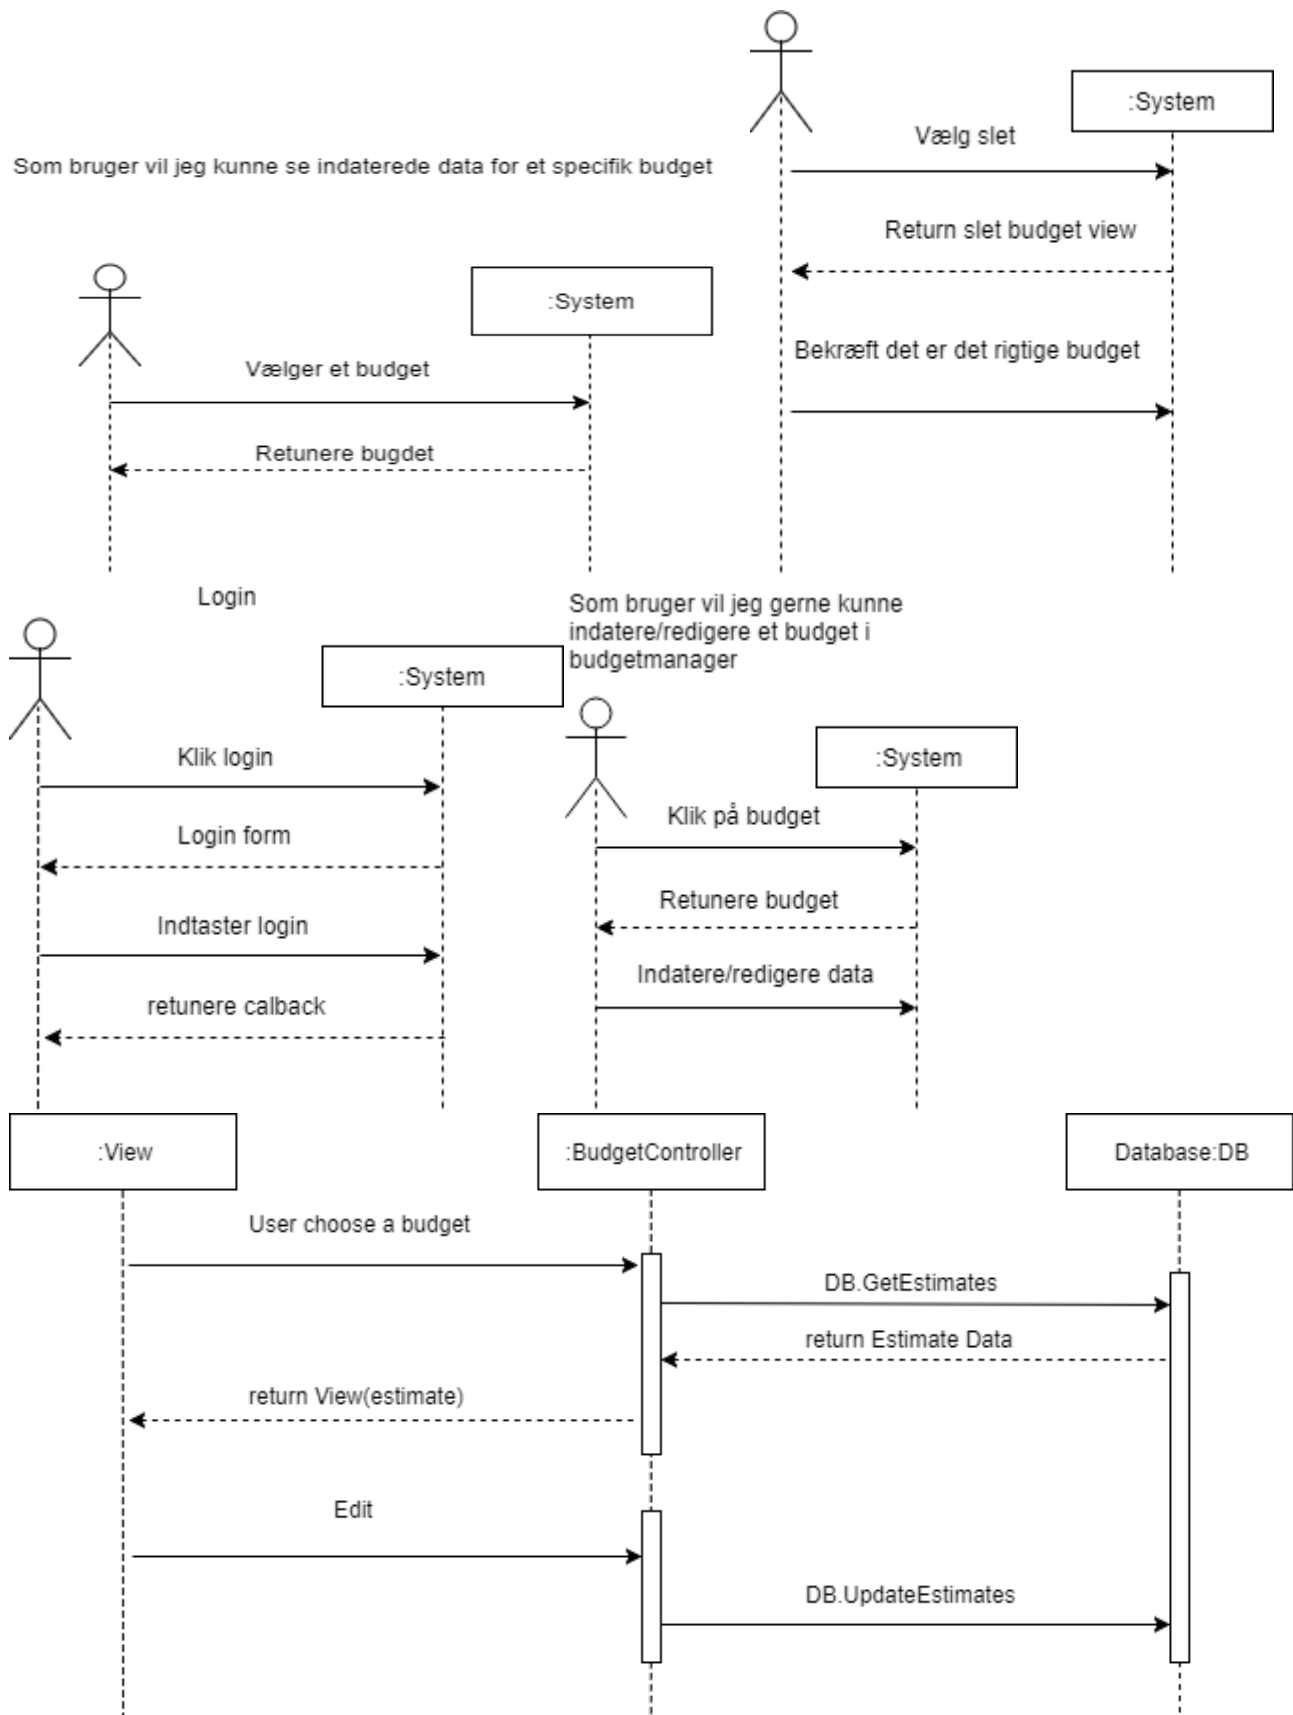 :System
Vælg slet
Som bruger vil jeg kunne se indaterede data for et specifik budget
Return slet budget view
:System
Bekræft det er det rigtige budget
Vælger et budget
Retunere bugdet
Login
Som bruger vil jeg gerne kunne
indatere/redigere et budget i
budgetmanager
:System
Klik login
Login form
Indtaster login
retunere calback
:System
Klik på budget
Retunere budget
Indatere/redigere data
:View
:BudgetController
Database:DB
User choose a budget
DB.GetEstimates
return Estimate Data
return View(estimate)
Edit
DB.UpdateEstimates